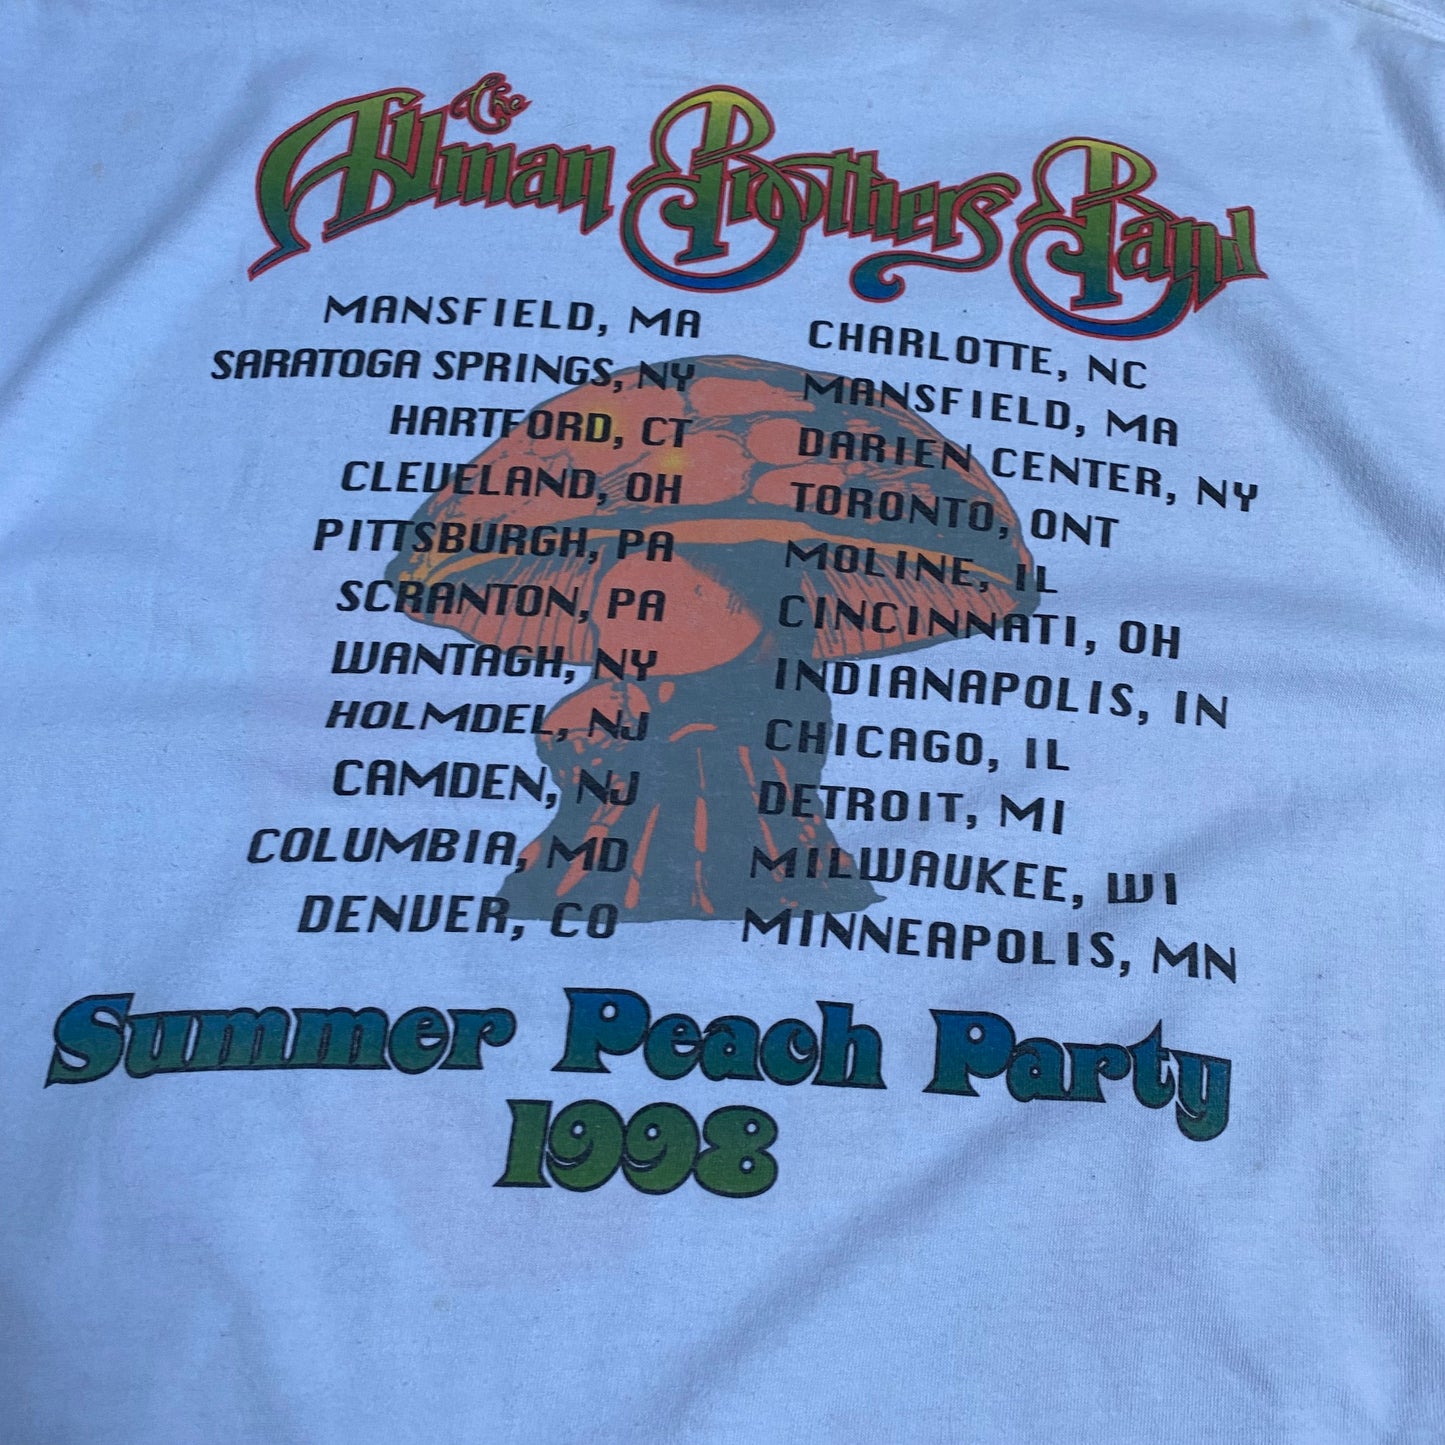 The Allman Brothers Band
MANSFIELD, MA
SARATOGA SPRINGS, NY
HARTFORD, CT
CLEVELAND, OH
PITTSBURGH, PA
SCRANTON, PA
WANTAGH, NY
HOLMDEL, NJ
CAMDEN, NJ
COLUMBIA, MD
DENVER, CO
CHARLOTTE, NC
MANSFIELD, MA
DARIEN CENTER, NY
TORONTO, ONT
MOLINE, IL
CINCINNATI, OH
INDIANAPOLIS, IN
CHICAGO, IL
DETROIT, MI
MILWAUKEE, WI
MINNEAPOLIS, MN
Summer Peach Party
1998